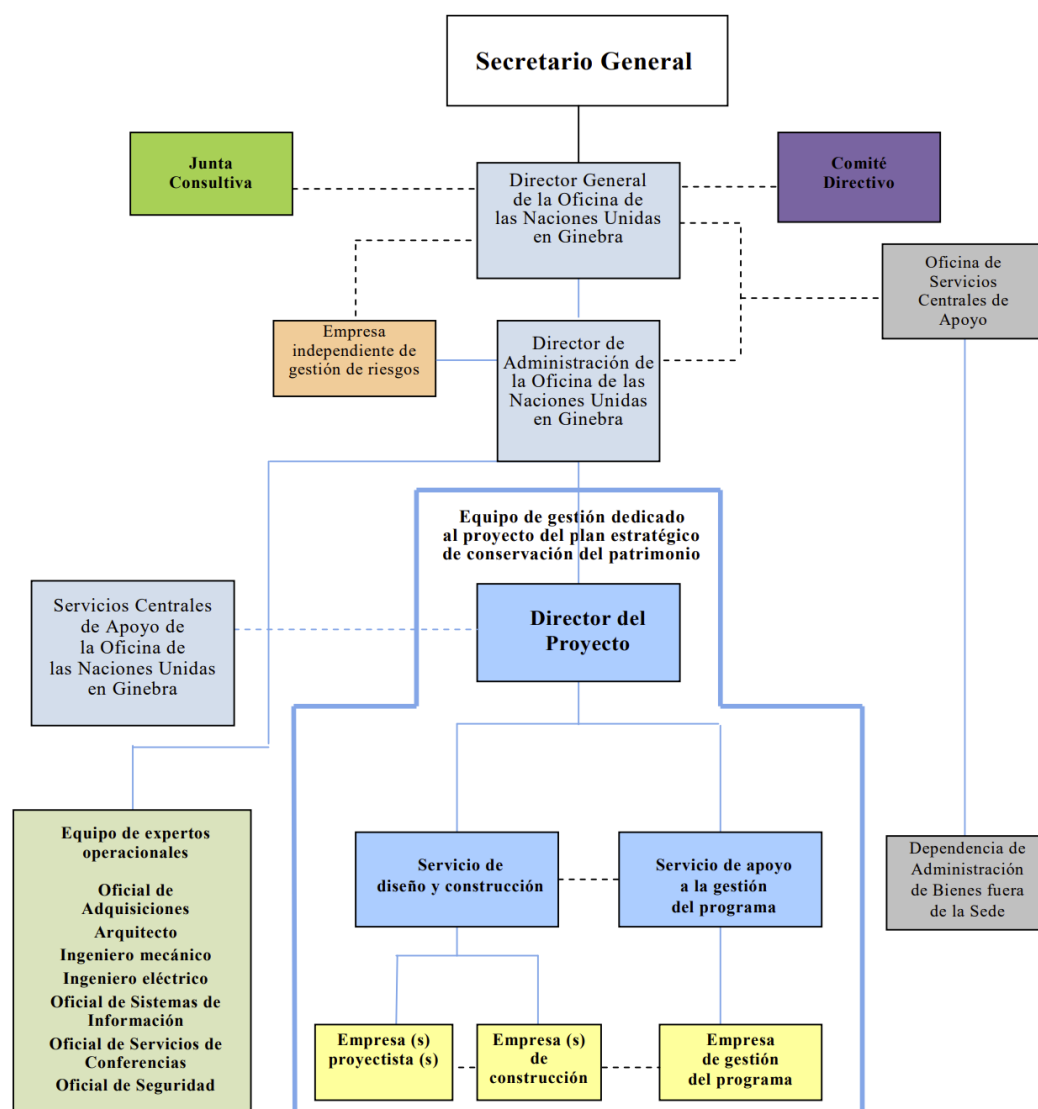 Secretario General
Junta
Consultiva
Comité
Directivo
Director General
de la Oficina de
las Naciones Unidas
en Ginebra
Oficina de
Servicios
Centrales de
Apoyo
Empresa
independiente de
gestión de riesgos
Director de
Administración de
la Oficina de las
Naciones Unidas
en Ginebra
Equipo de gestión dedicado
al proyecto del plan estratégico
de conservación del patrimonio
Servicios Centrales
de Apoyo de
la Oficina de
las Naciones Unidas
en Ginebra
Director del
Proyecto
Equipo de expertos
operacionales
Oficial de
Adquisiciones
Arquitecto
Ingeniero mecánico
Ingeniero eléctrico
Oficial de Sistemas de
Información
Oficial de Servicios de
Conferencias
Oficial de Seguridad
Servicio de
diseño y construcción
Servicio de apoyo
a la gestión
del programa
Dependencia de
Administración
de Bienes fuera
de la Sede
Empresa (s)
proyectista (s)
Empresa (s)
de
construcción
Empresa
de gestión
del programa